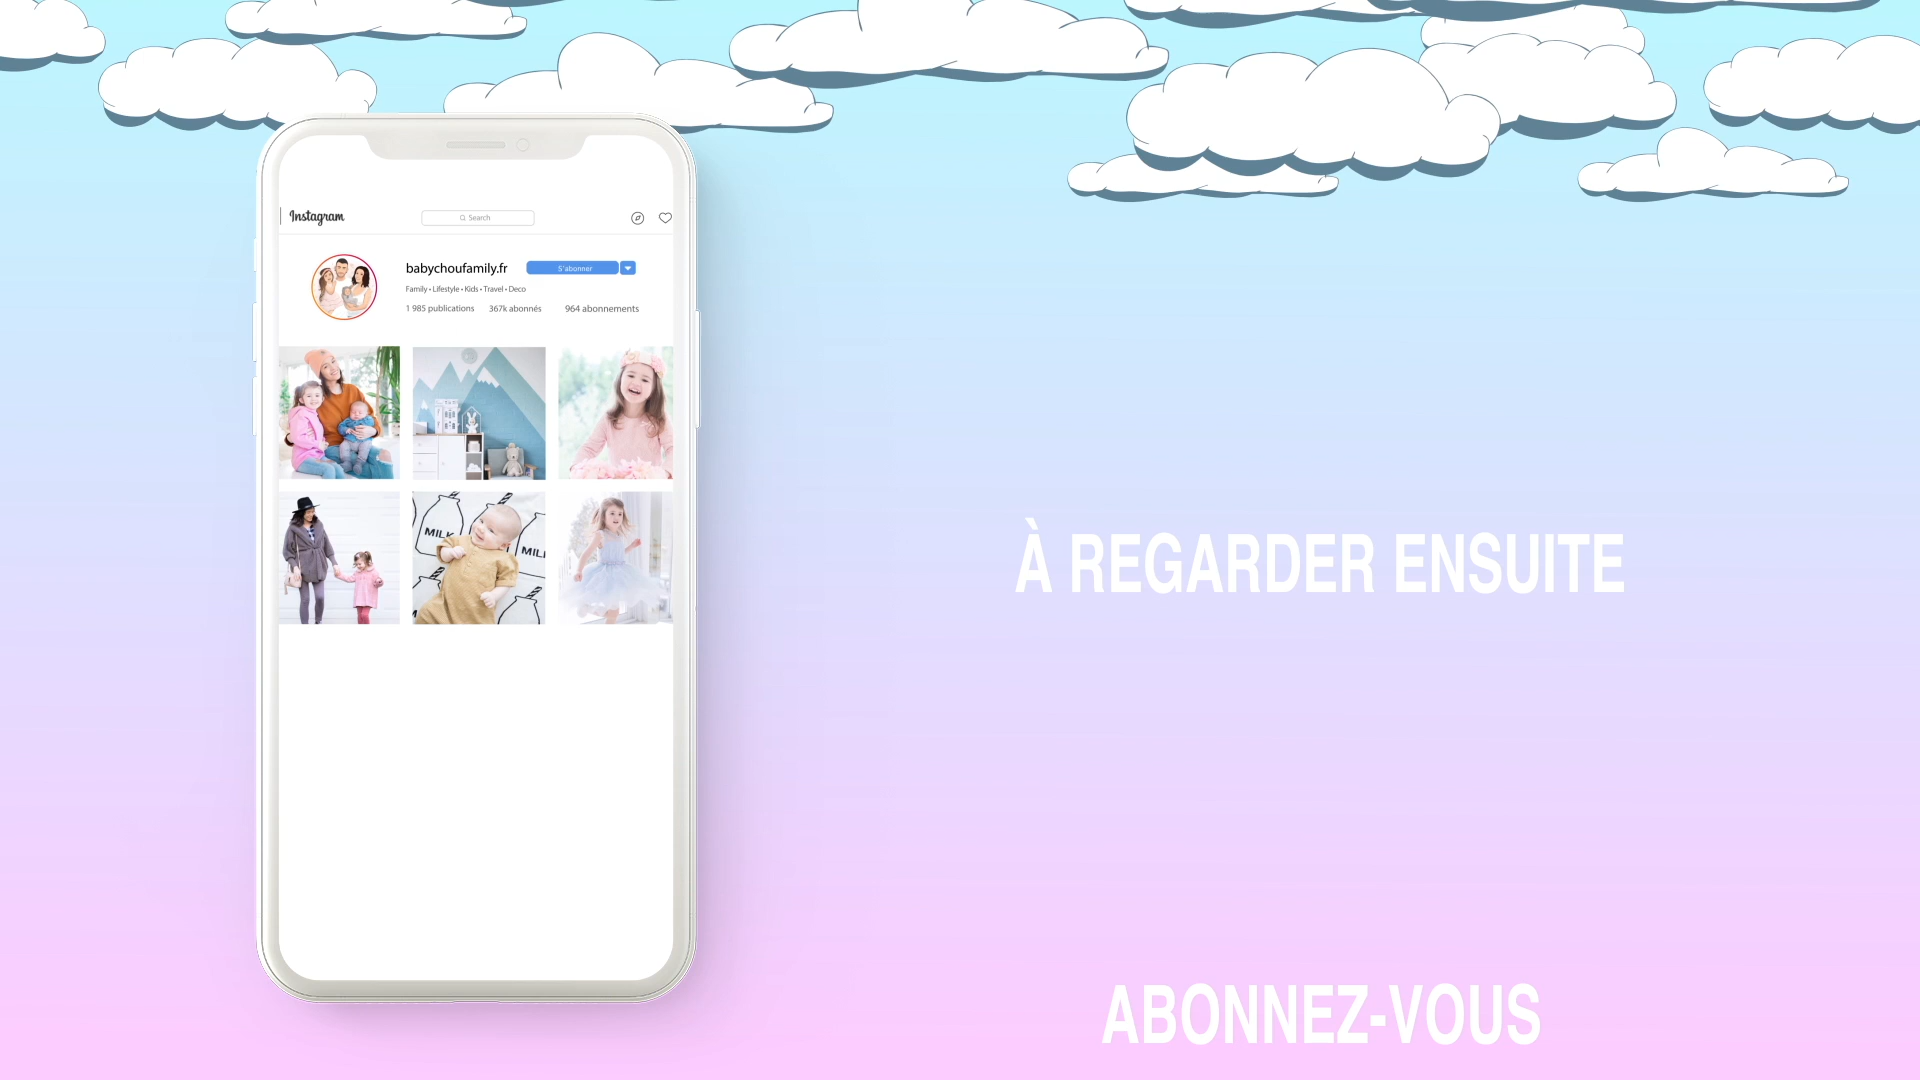 Instagram
Search
babychoufamily.fr
S'abonner
Family • Lifestyle • Kids • Travel • Deco
1 985 publications 367k abonnés 964 abonnements
MILK
MILK
À REGARDER ENSUITE
ABONNEZ-VOUS